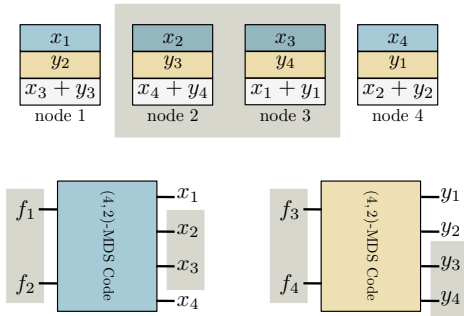 x₁ x₂ x₃ x₄
y₂ y₃ y₄ y₁
x₃ + y₃ x₄ + y₄ x₁ + y₁ x₂ + y₂
node 1 node 2 node 3 node 4
f₁
f₂
(4, 2)-MDS Code
x₁
x₂
x₃
x₄
f₃
f₄
(4, 2)-MDS Code
y₁
y₂
y₃
y₄